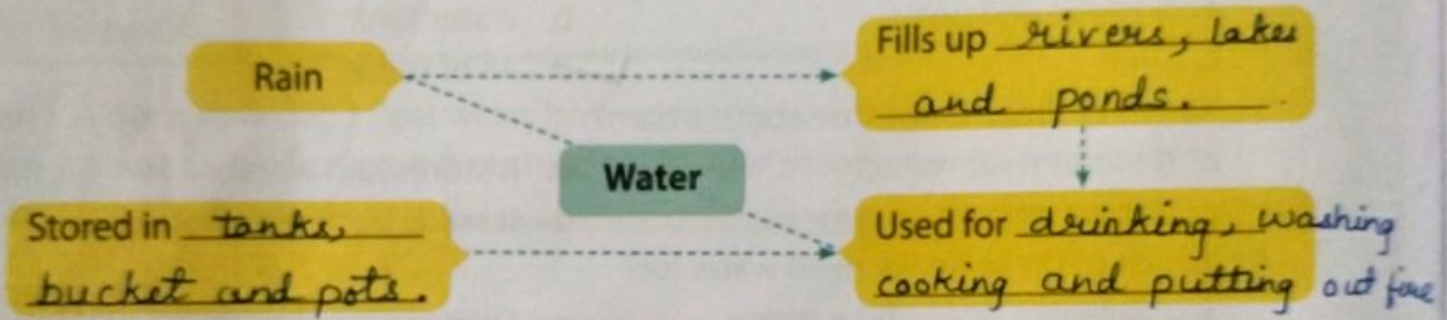 Rain
Fills up rivers, lakes
and ponds.
Water
Stored in tanks,
bucket and pots.
Used for drinking, washing
cooking and putting out fire